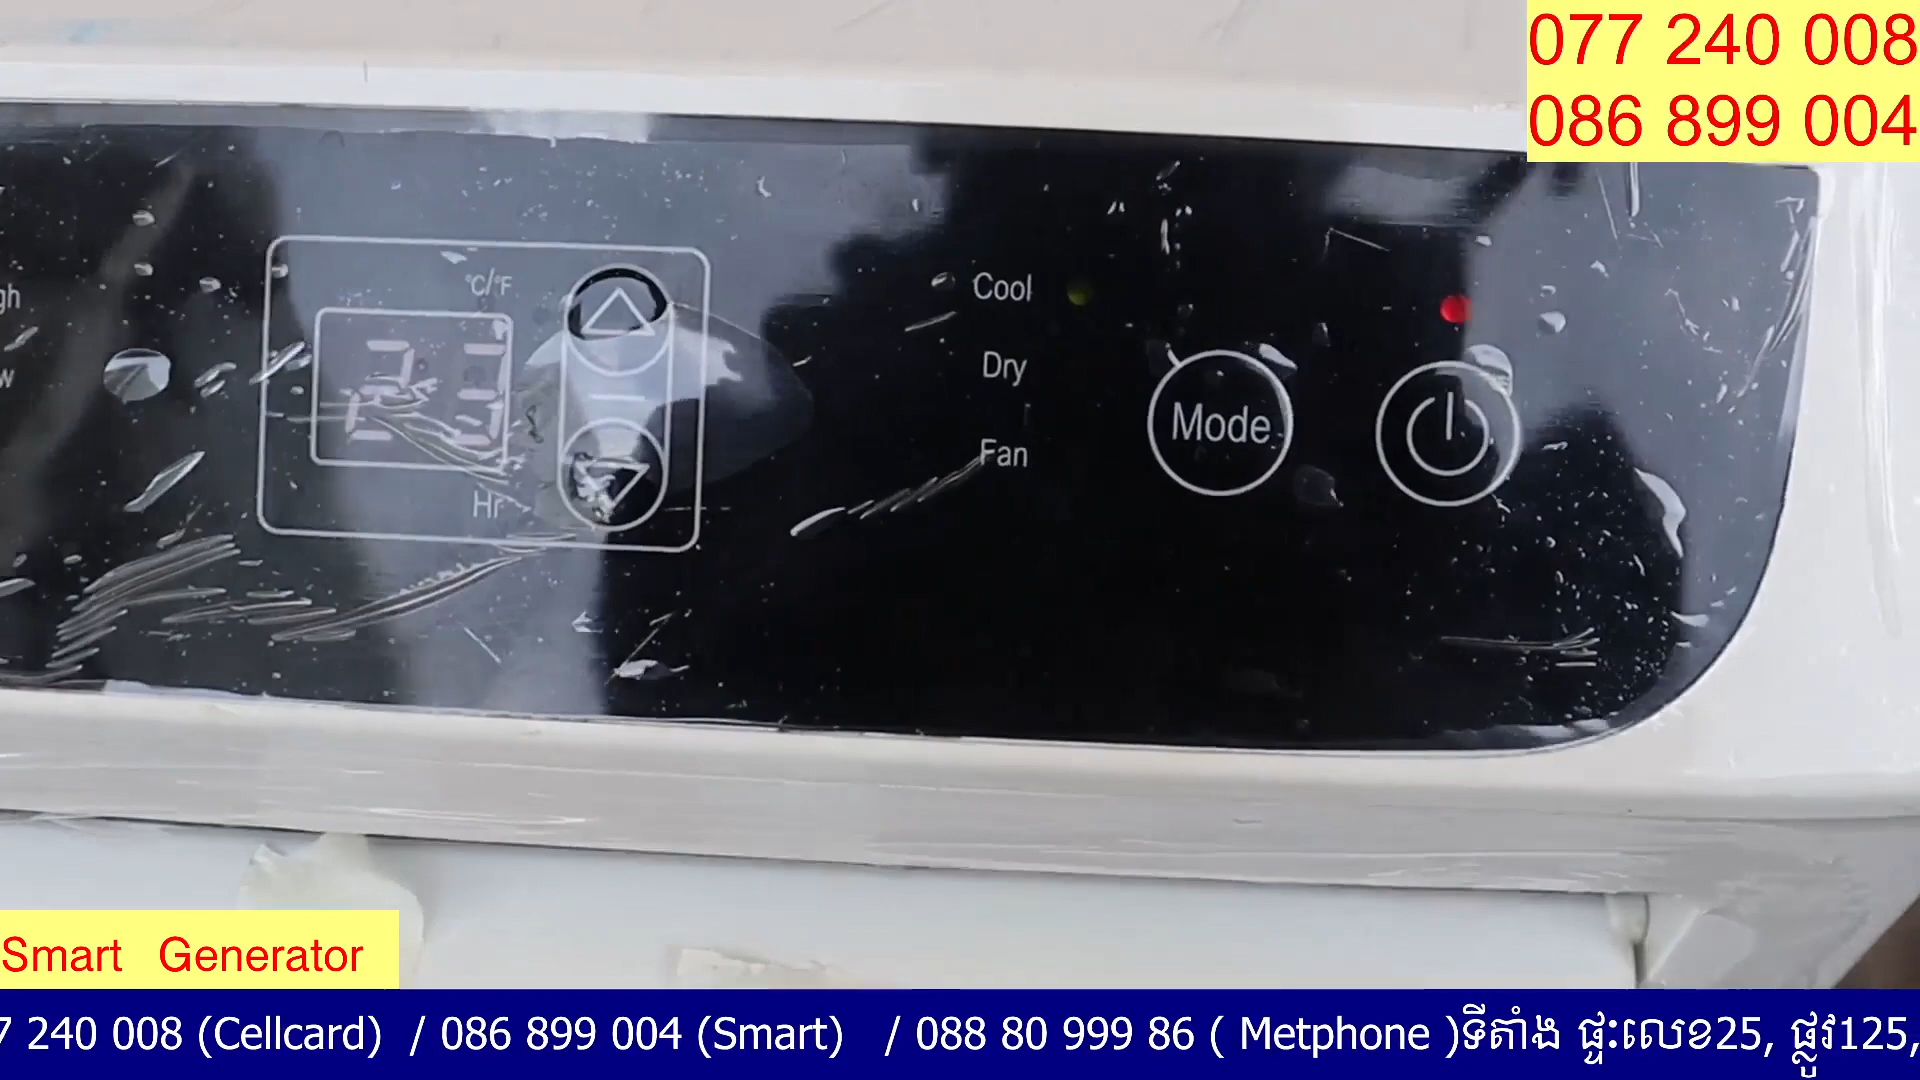 077 240 008
086 899 004
°C/°F
Cool
Dry
Mode
Fan
Hr
Smart Generator
7 240 008 (Cellcard) / 086 899 004 (Smart) / 088 80 999 86 ( Metphone )ទីតាំង ផ្ទះលេខ25, ផ្លូវ125,